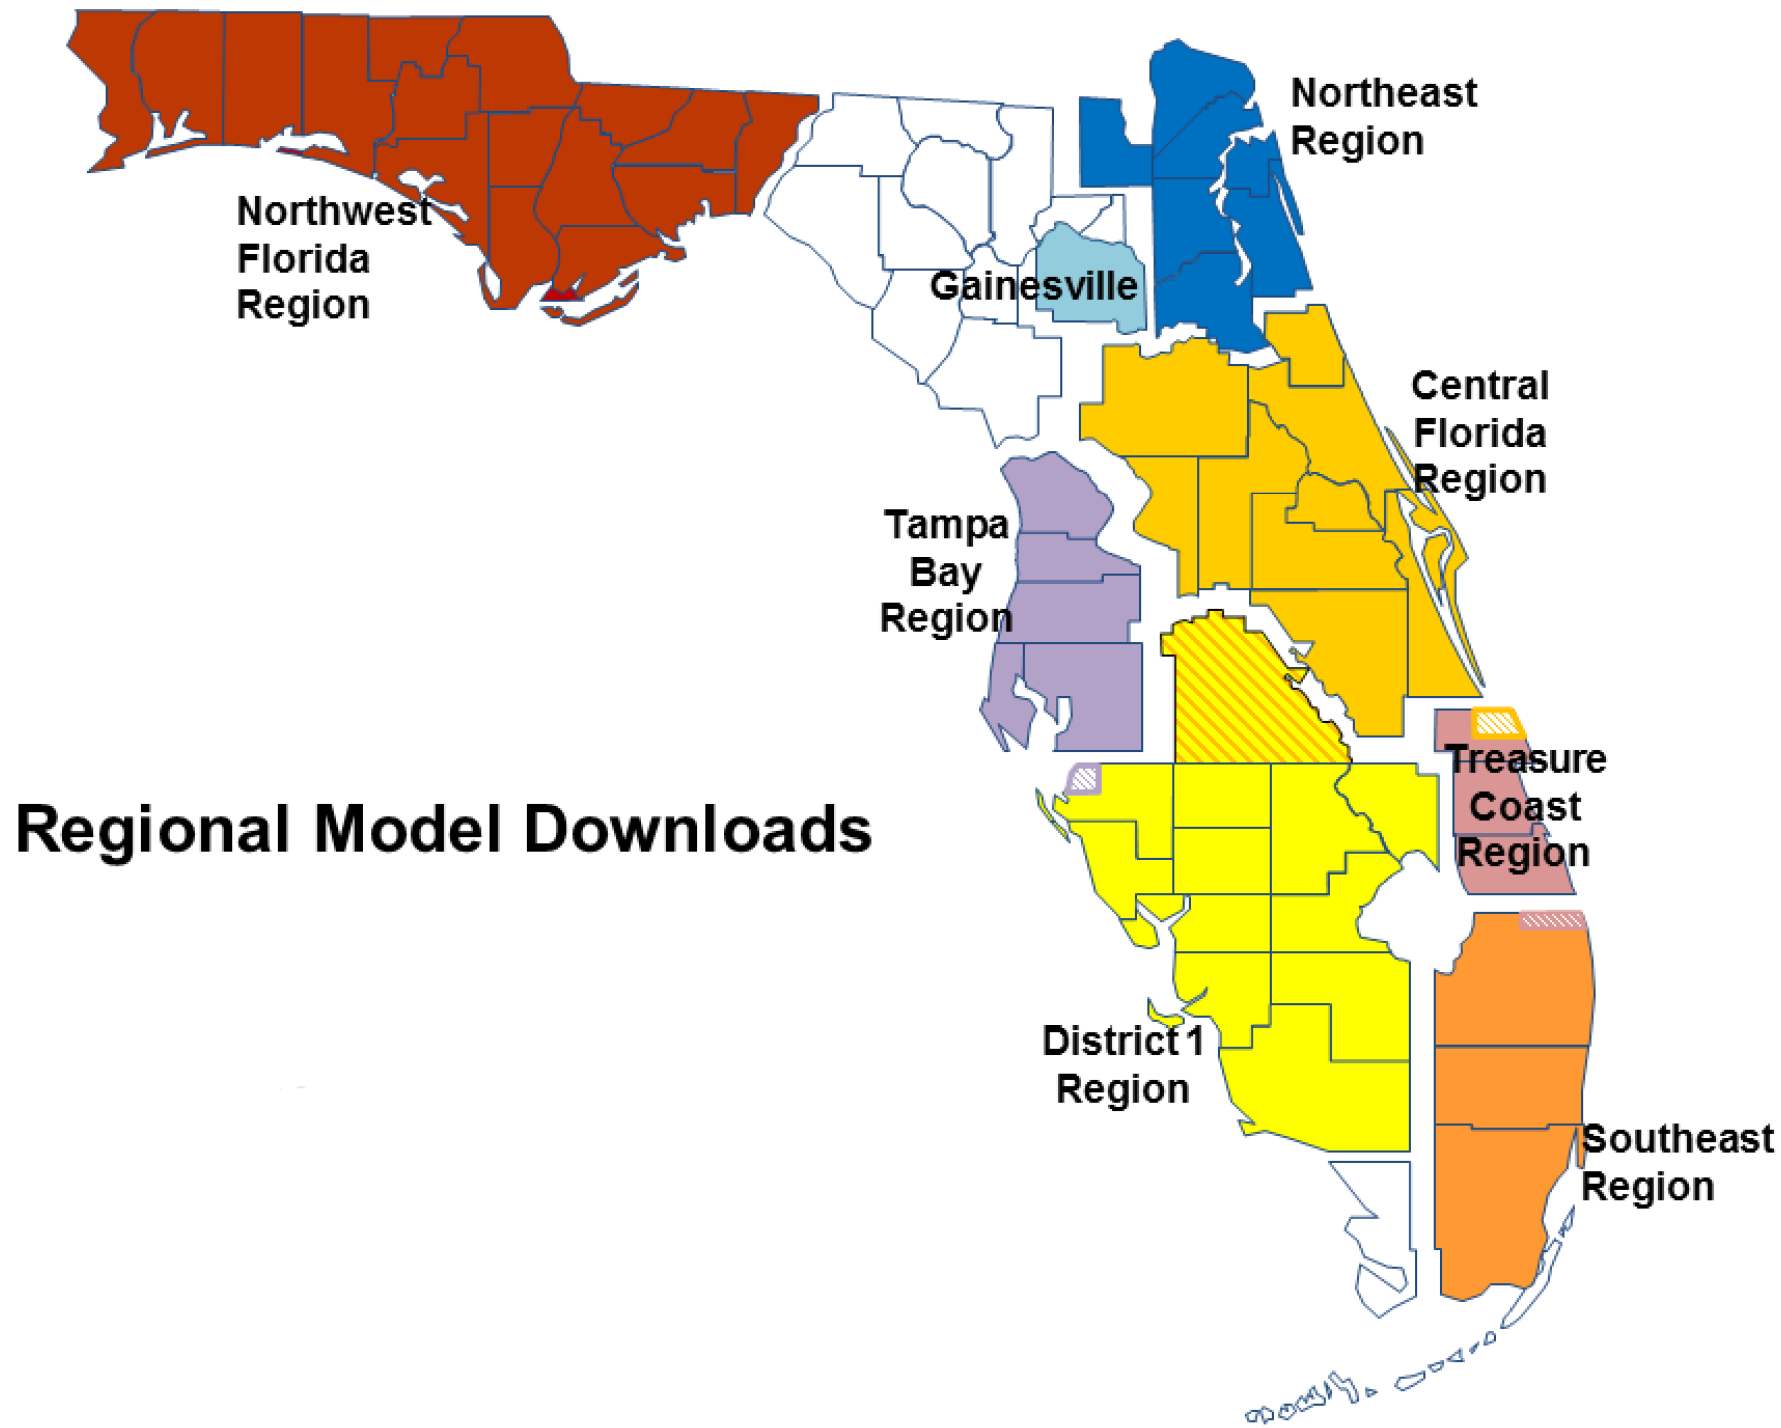 Northeast
Region
Northwest
Florida
Region
Gainesville
Central
Florida
Region
Tampa
Bay
Region
Treasure
Coast
Region
Regional Model Downloads
District 1
Region
Southeast
Region